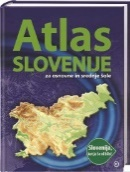 Atlas
SLOVENIJE
za osnovne in srednje šole
Slovenija,